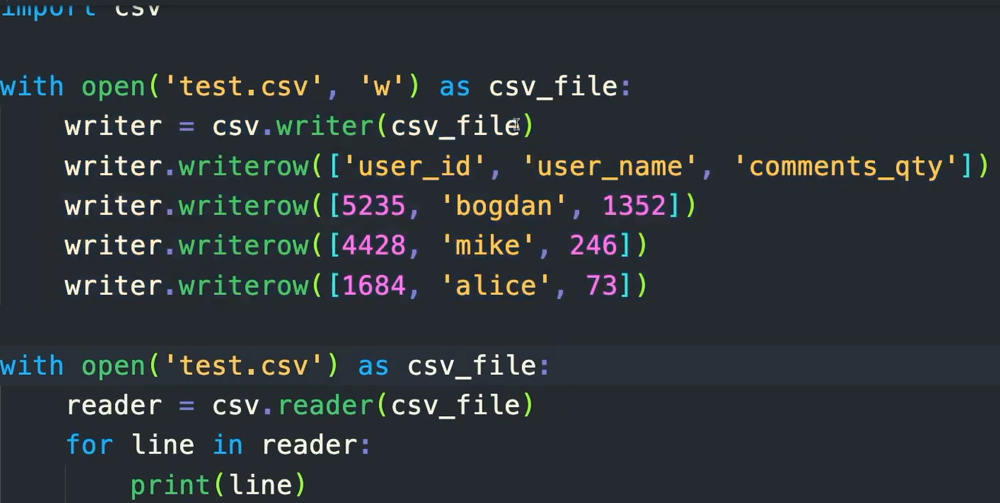 import csv
with open('test.csv', 'w') as csv_file:
    writer = csv.writer(csv_file)
    writer.writerow(['user_id', 'user_name', 'comments_qty'])
    writer.writerow([5235, 'bogdan', 1352])
    writer.writerow([4428, 'mike', 246])
    writer.writerow([1684, 'alice', 73])
with open('test.csv') as csv_file:
    reader = csv.reader(csv_file)
    for line in reader:
        print(line)